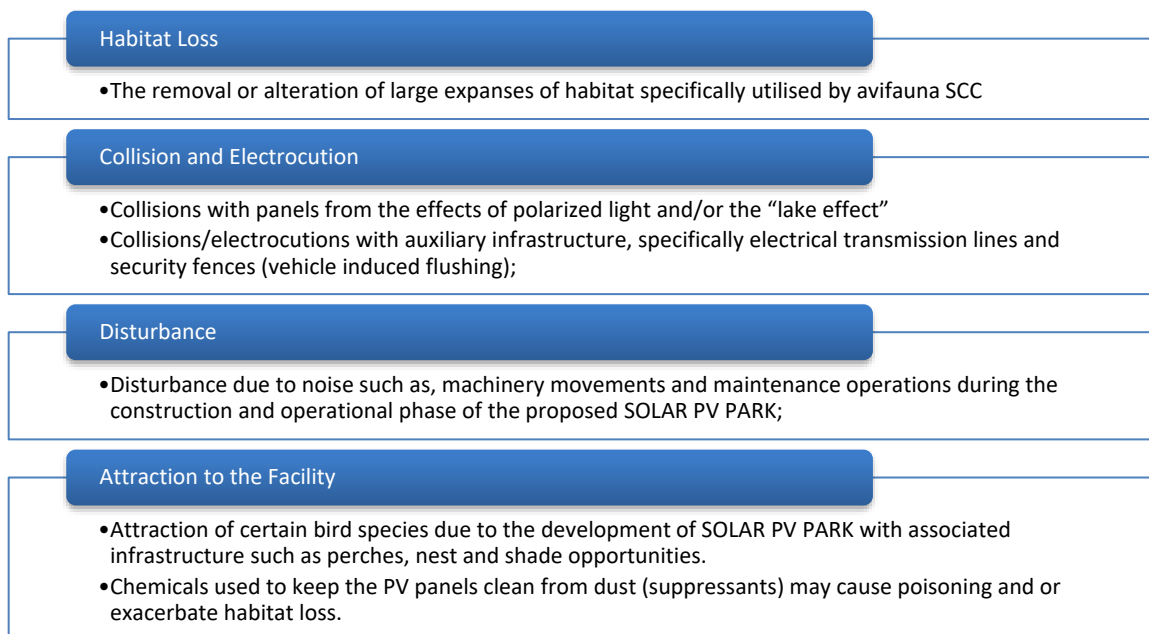 Habitat Loss
•The removal or alteration of large expanses of habitat specifically utilised by avifauna SCC
Collision and Electrocution
•Collisions with panels from the effects of polarized light and/or the “lake effect”
•Collisions/electrocutions with auxiliary infrastructure, specifically electrical transmission lines and
security fences (vehicle induced flushing);
Disturbance
•Disturbance due to noise such as, machinery movements and maintenance operations during the
construction and operational phase of the proposed SOLAR PV PARK;
Attraction to the Facility
•Attraction of certain bird species due to the development of SOLAR PV PARK with associated
infrastructure such as perches, nest and shade opportunities.
•Chemicals used to keep the PV panels clean from dust (suppressants) may cause poisoning and or
exacerbate habitat loss.